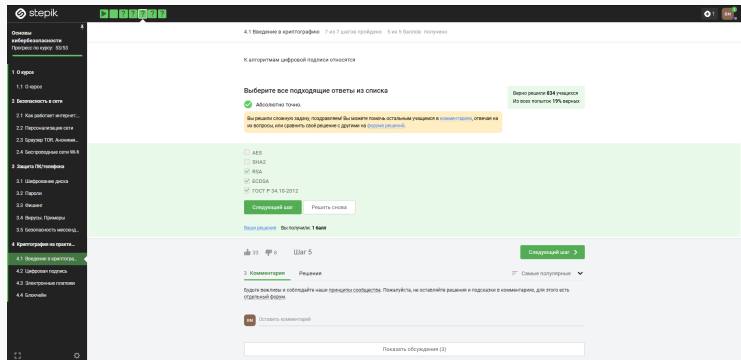 stepik
1
Основы
кибербезопасности
Прогресс по курсу: 53/53
1 О курсе
1.1 О курсе
2 Безопасность в сети
2.1 Как работает интернет...
2.2 Персонализация сети
2.3 Браузер TOR. Анонимн...
2.4 Беспроводные сети Wi-fi
3 Защита ПК/телефона
3.1 Шифрование диска
3.2 Пароли
3.3 Фишинг
3.4 Вирусы. Примеры
3.5 Безопасность мессенд...
4 Криптография на практи...
4.1 Введение в криптогра...
4.2 Цифровая подпись
4.3 Электронные платежи
4.4 Блокчейн
4.1 Введение в криптографию 7 из 7 шагов пройдено 6 из 5 баллов получено
К алгоритмам цифровой подписи относятся
Выберите все подходящие ответы из списка
Абсолютно точно.
Верно решили 834 учащихся
Из всех попыток 19% верных
Вы решили сложную задачу, поздравляем! Вы можете помочь остальным учащимся в комментариях, отвечая на
их вопросы, или сравнить своё решение с другими на форуме решений.
AES
SHA2
RSA
ECDSA
ГОСТ Р 34.10-2012
Следующий шаг Решить снова
Ваши решения Вы получили: 1 балл
33 8 Шаг 5 Следующий шаг
3 Комментария Решения Самые популярные
Будьте вежливы и соблюдайте наши принципы сообщества. Пожалуйста, не оставляйте решения и подсказки в комментариях, для этого есть
отдельный форум.
Оставить комментарий
Показать обсуждения (3)